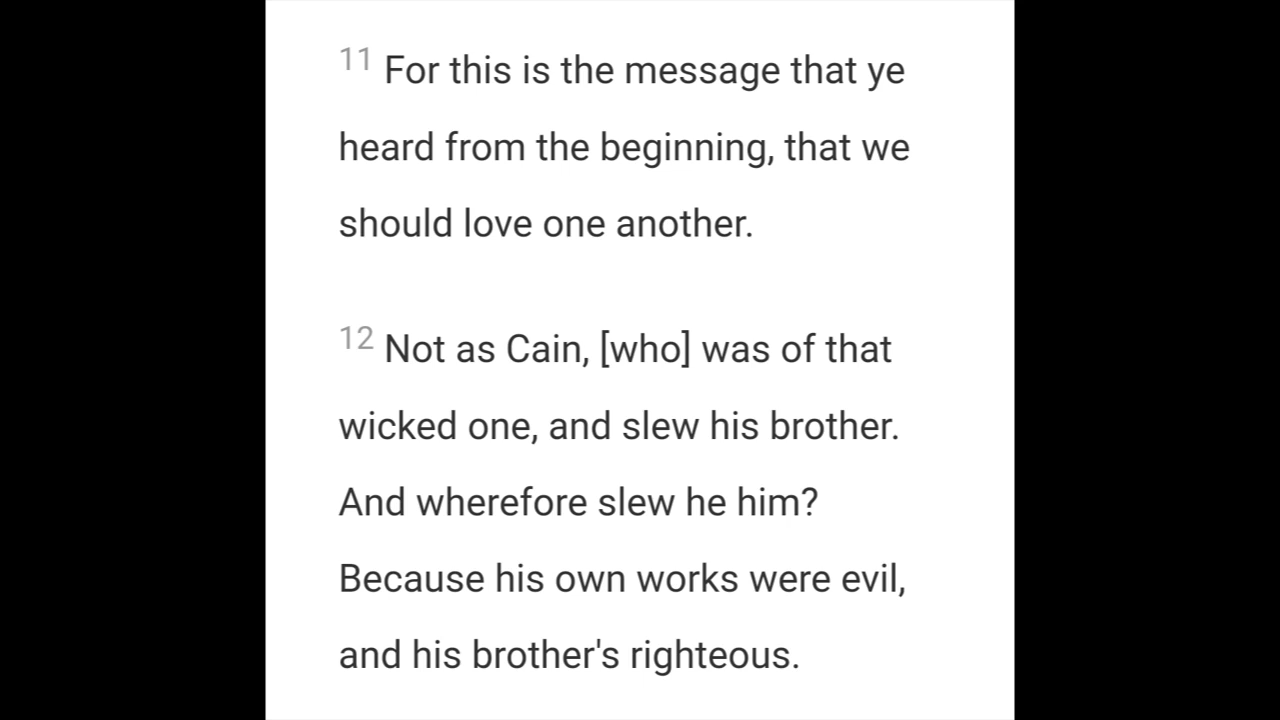 11 For this is the message that ye
heard from the beginning, that we
should love one another.
12 Not as Cain, [who] was of that
wicked one, and slew his brother.
And wherefore slew he him?
Because his own works were evil,
and his brother's righteous.